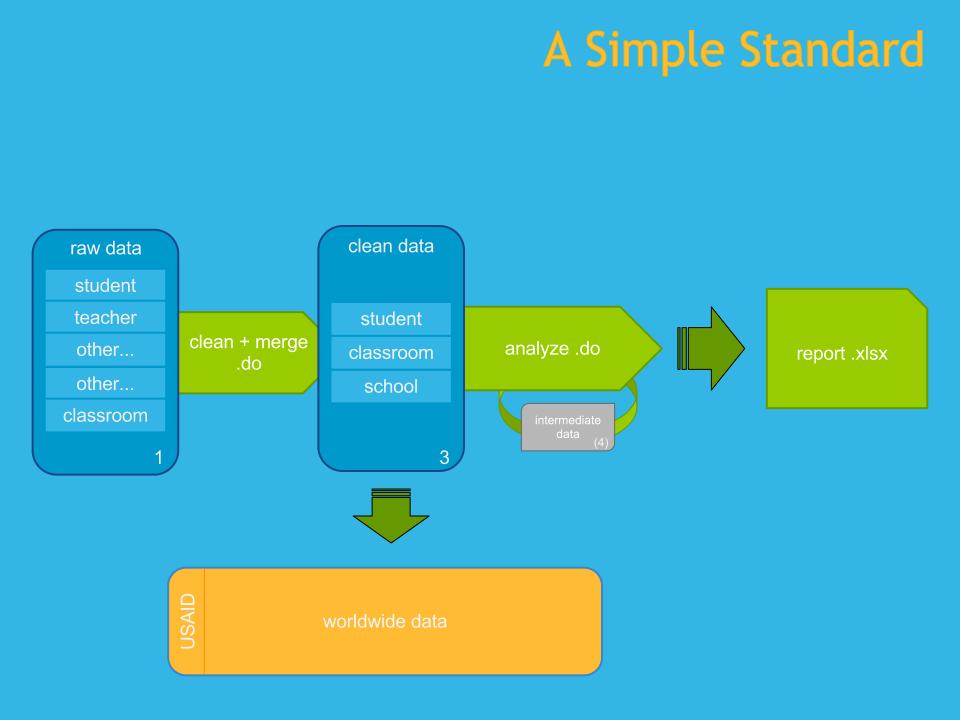 A Simple Standard
raw data
student
teacher
other...
other...
classroom
1
clean + merge
.do
clean data
student
classroom
school
3
analyze .do
intermediate
data
(4)
report .xlsx
USAID
worldwide data